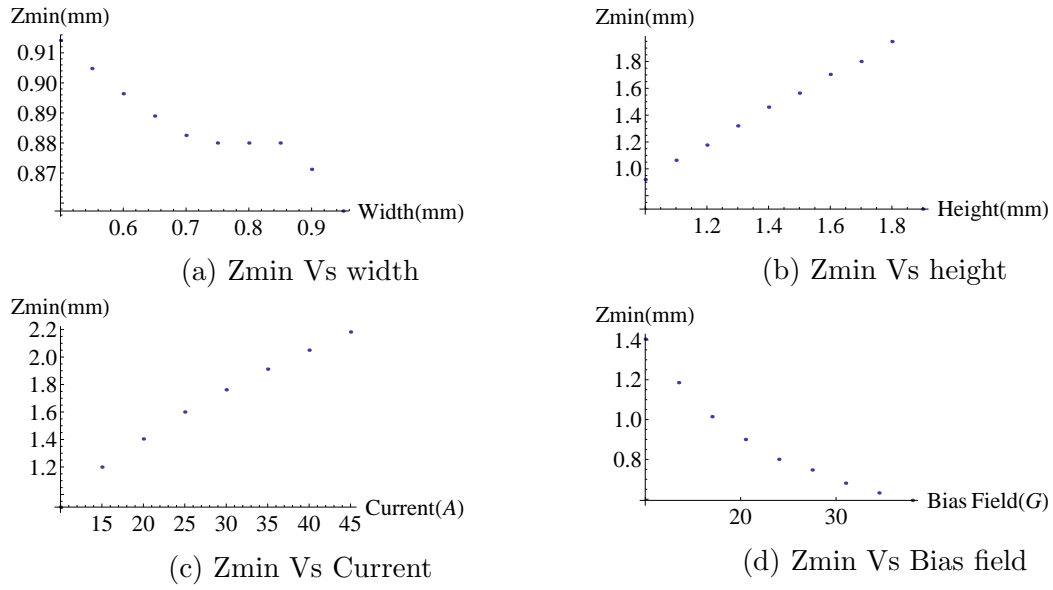 Zmin(mm)
0.91
0.90
0.89
0.88
0.87
0.6 0.7 0.8 0.9
Width(mm)
(a) Zmin Vs width
Zmin(mm)
1.8
1.6
1.4
1.2
1.0
1.2 1.4 1.6 1.8
Height(mm)
(b) Zmin Vs height
Zmin(mm)
2.2
2.0
1.8
1.6
1.4
1.2
15 20 25 30 35 40 45
Current(A)
(c) Zmin Vs Current
Zmin(mm)
1.4
1.2
1.0
0.8
20 30
Bias Field(G)
(d) Zmin Vs Bias field